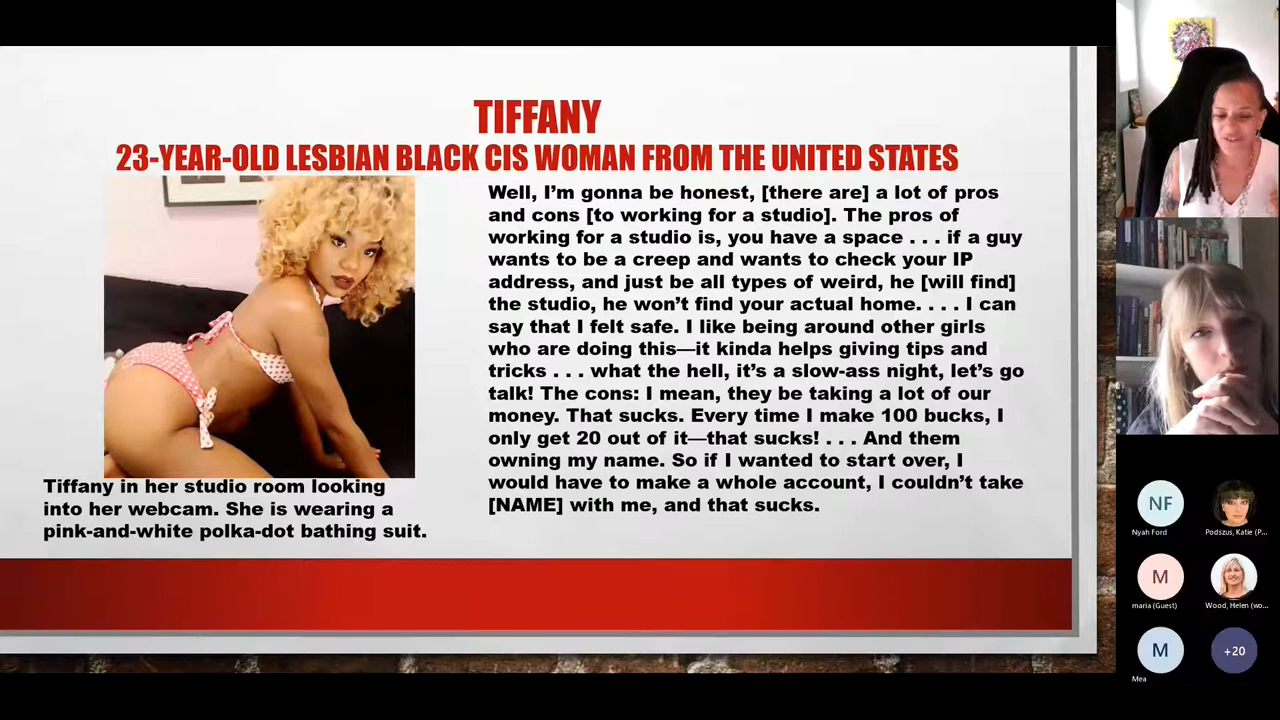 TIFFANY
23-YEAR-OLD LESBIAN BLACK CIS WOMAN FROM THE UNITED STATES
Well, I'm gonna be honest, [there are] a lot of pros
and cons [to working for a studio]. The pros of
working for a studio is, you have a space . . . if a guy
wants to be a creep and wants to check your IP
address, and just be all types of weird, he [will find]
the studio, he won't find your actual home. . . . I can
say that I felt safe. I like being around other girls
who are doing this—it kinda helps giving tips and
tricks . . . what the hell, it's a slow-ass night, let's go
talk! The cons: I mean, they be taking a lot of our
money. That sucks. Every time I make 100 bucks, I
only get 20 out of it—that sucks! . . . And them
owning my name. So if I wanted to start over, I
would have to make a whole account, I couldn't take
[NAME] with me, and that sucks.
Tiffany in her studio room looking
into her webcam. She is wearing a
pink-and-white polka-dot bathing suit.
NF
Nyah Ford
Podszus, Katie (P...
M
maria (Guest)
Wood, Helen (wo...
M
Mea
+20